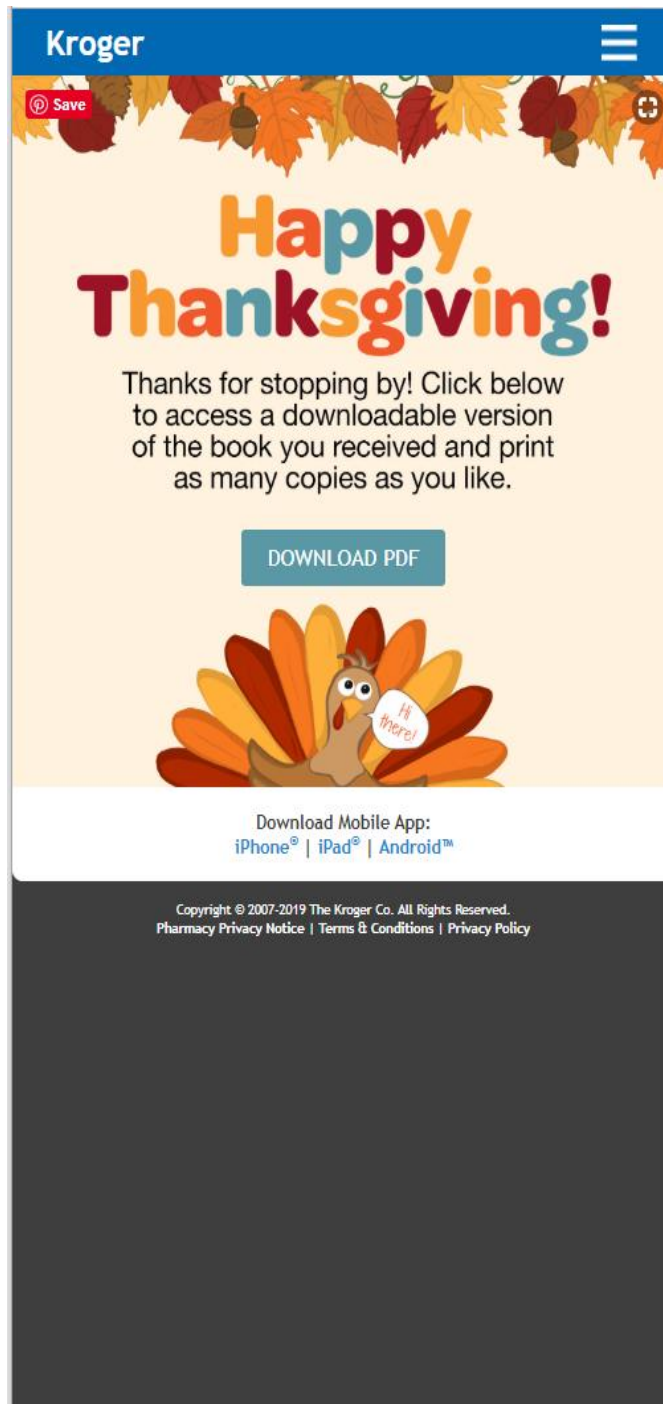 Kroger
Save
Happy
Thanksgiving!
Thanks for stopping by! Click below
to access a downloadable version
of the book you received and print
as many copies as you like.
DOWNLOAD PDF
Hi
there!
Download Mobile App:
iPhone® | iPad® | Android™
Copyright © 2007-2019 The Kroger Co. All Rights Reserved.
Pharmacy Privacy Notice | Terms & Conditions | Privacy Policy